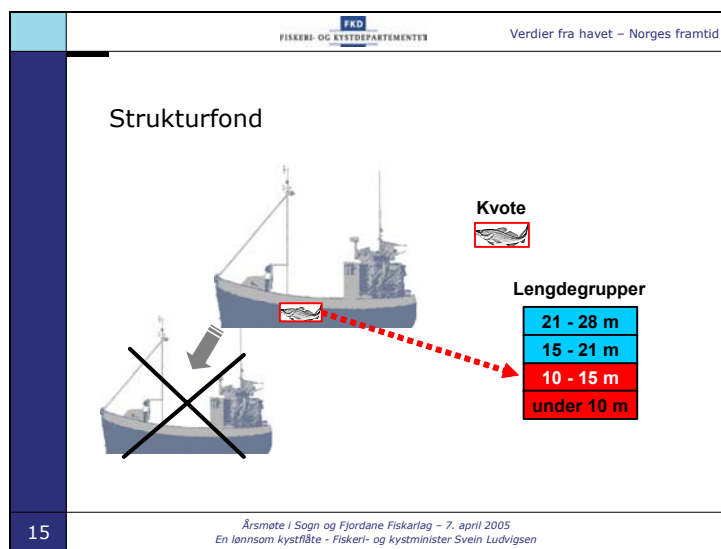 FKD
FISKERI- OG KYSTDEPARTEMENTET
Verdier fra havet – Norges framtid
Strukturfond
Kvote
Lengdegrupper
21 - 28 m
15 - 21 m
10 - 15 m
under 10 m
15
Årsmøte i Sogn og Fjordane Fiskarlag – 7. april 2005
En lønnsom kystflåte - Fiskeri- og kystminister Svein Ludvigsen